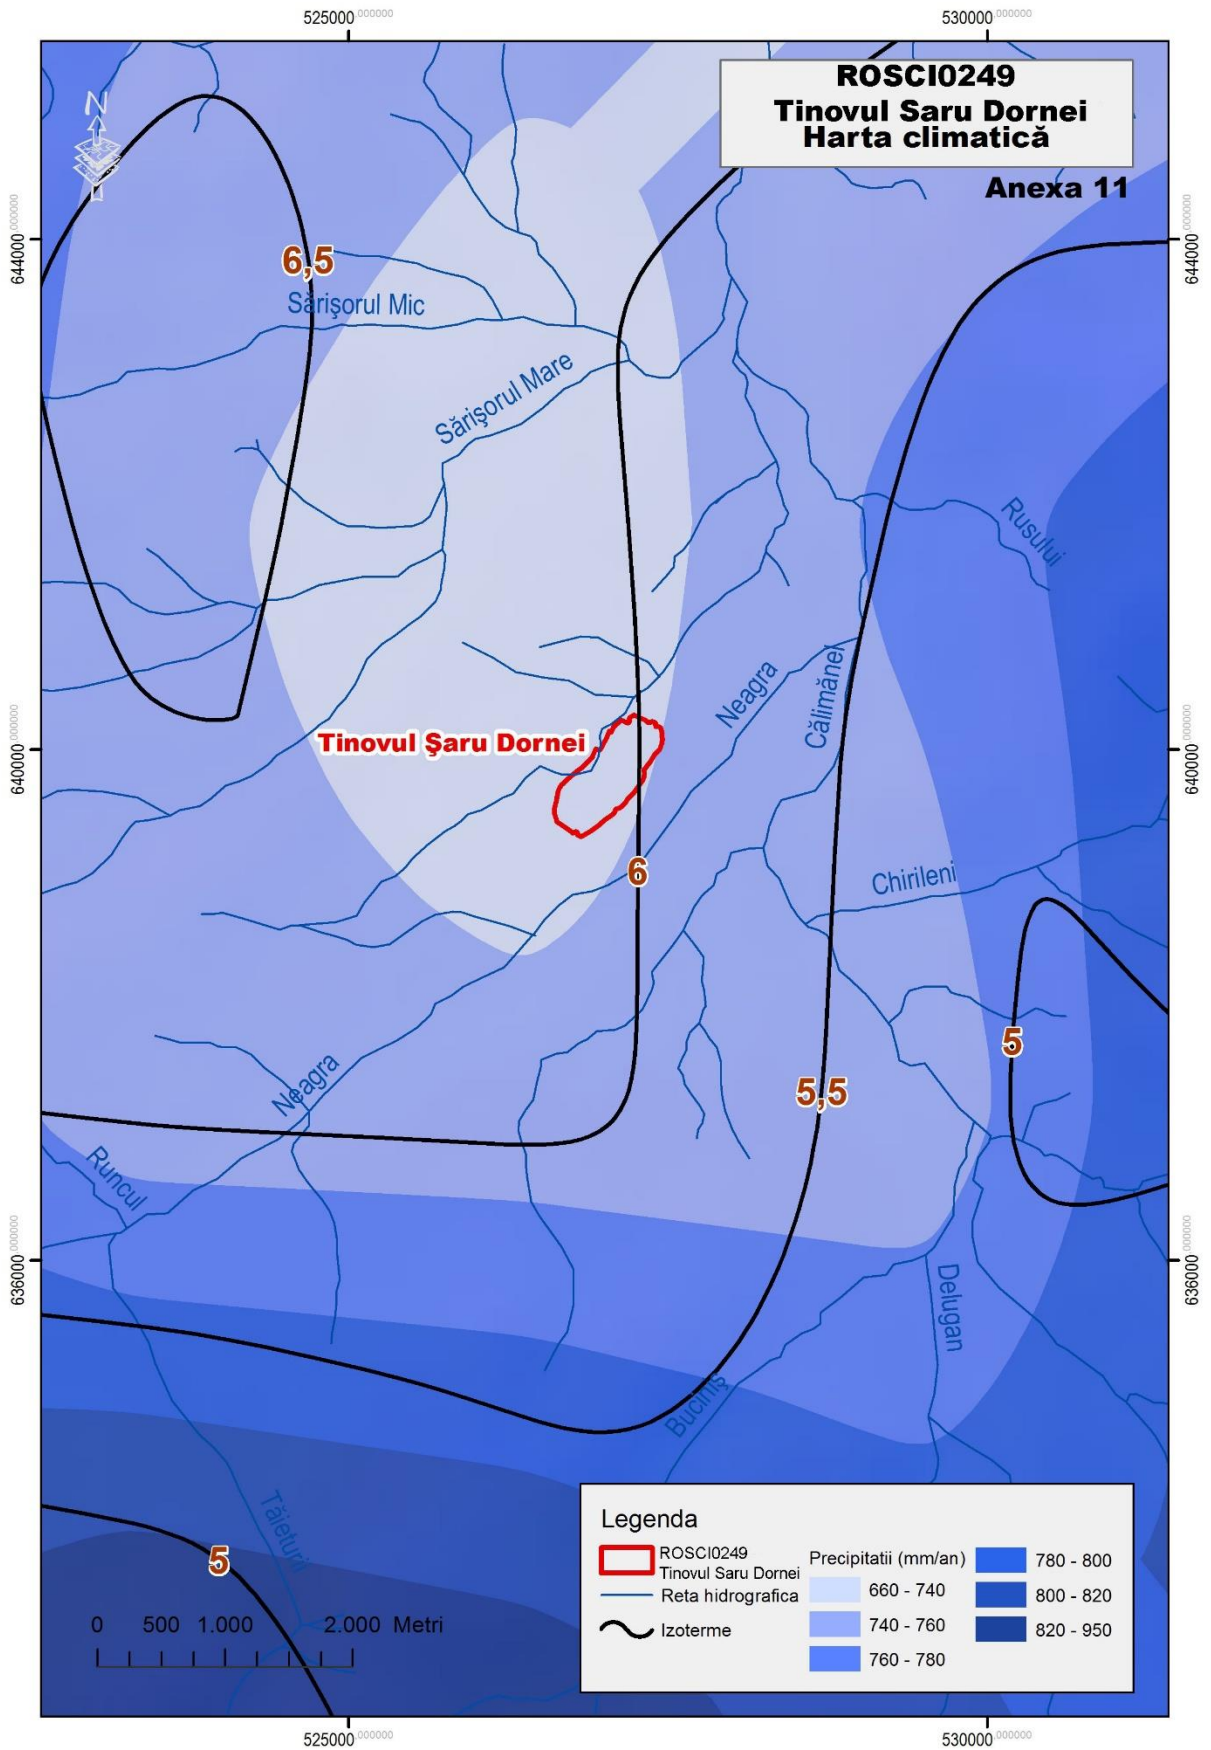 525000.000000
530000.000000
ROSCI0249
Tinovul Saru Dornei
Harta climatică
Anexa 11
N
644000.000000
644000.000000
6,5
Sărişorul Mic
Sărişorul Mare
Rusului
Neagra
Călimănel
640000.000000
640000.000000
Tinovul Şaru Dornei
6
Chirileni
5
5,5
Neagra
Runcul
636000.000000
636000.000000
Delugan
Buciniş
Tăieturii
5
Legenda
ROSCI0249
Tinovul Saru Dornei
Reta hidrografica
Izoterme
Precipitatii (mm/an)
660 - 740
740 - 760
760 - 780
780 - 800
800 - 820
820 - 950
0 500 1.000 2.000 Metri
525000.000000
530000.000000